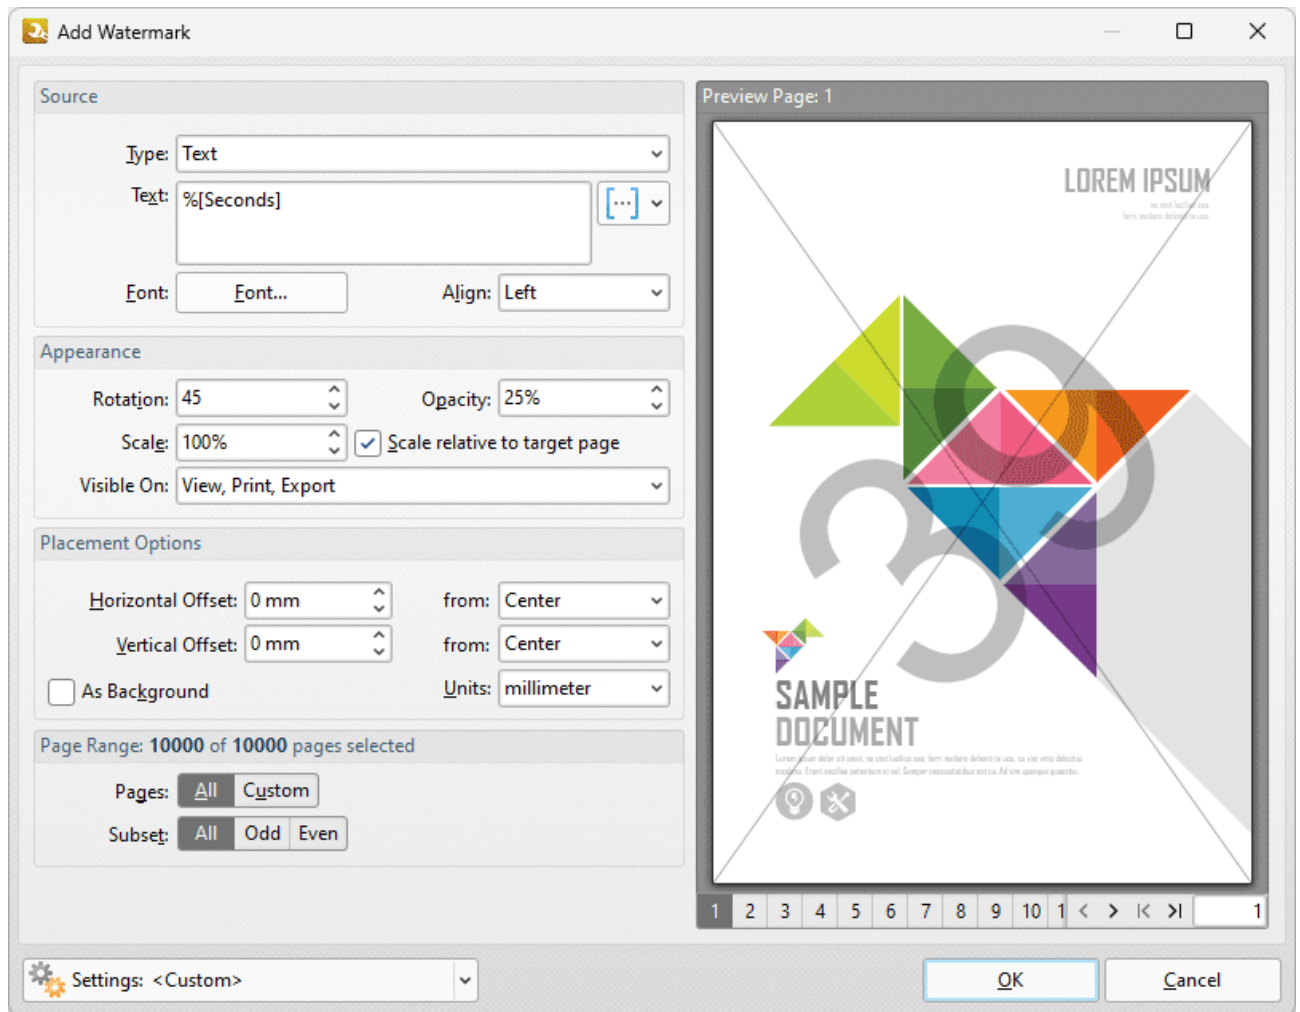 Add Watermark
Source
Type: Text
Text: %[Seconds]
Font: Font... Align: Left
Appearance
Rotation: 45 Opacity: 25%
Scale: 100% Scale relative to target page
Visible On: View, Print, Export
Placement Options
Horizontal Offset: 0 mm from: Center
Vertical Offset: 0 mm from: Center
As Background Units: millimeter
Page Range: 10000 of 10000 pages selected
Pages: All Custom
Subset: All Odd Even
Preview Page: 1
LOREM IPSUM
30
SAMPLE
DOCUMENT
1 2 3 4 5 6 7 8 9 10 1 1
Settings: <Custom> OK Cancel